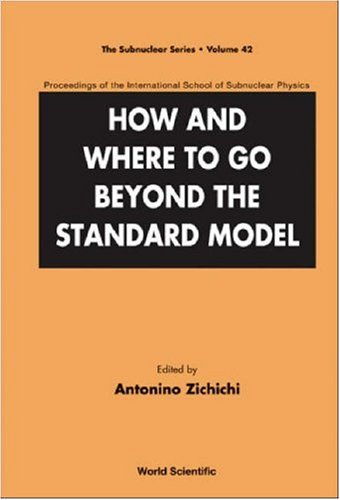 The Subnuclear Series • Volume 42
Proceedings of the International School of Subnuclear Physics
HOW AND
WHERE TO GO
BEYOND THE
STANDARD MODEL
Edited by
Antonino Zichichi
World Scientific